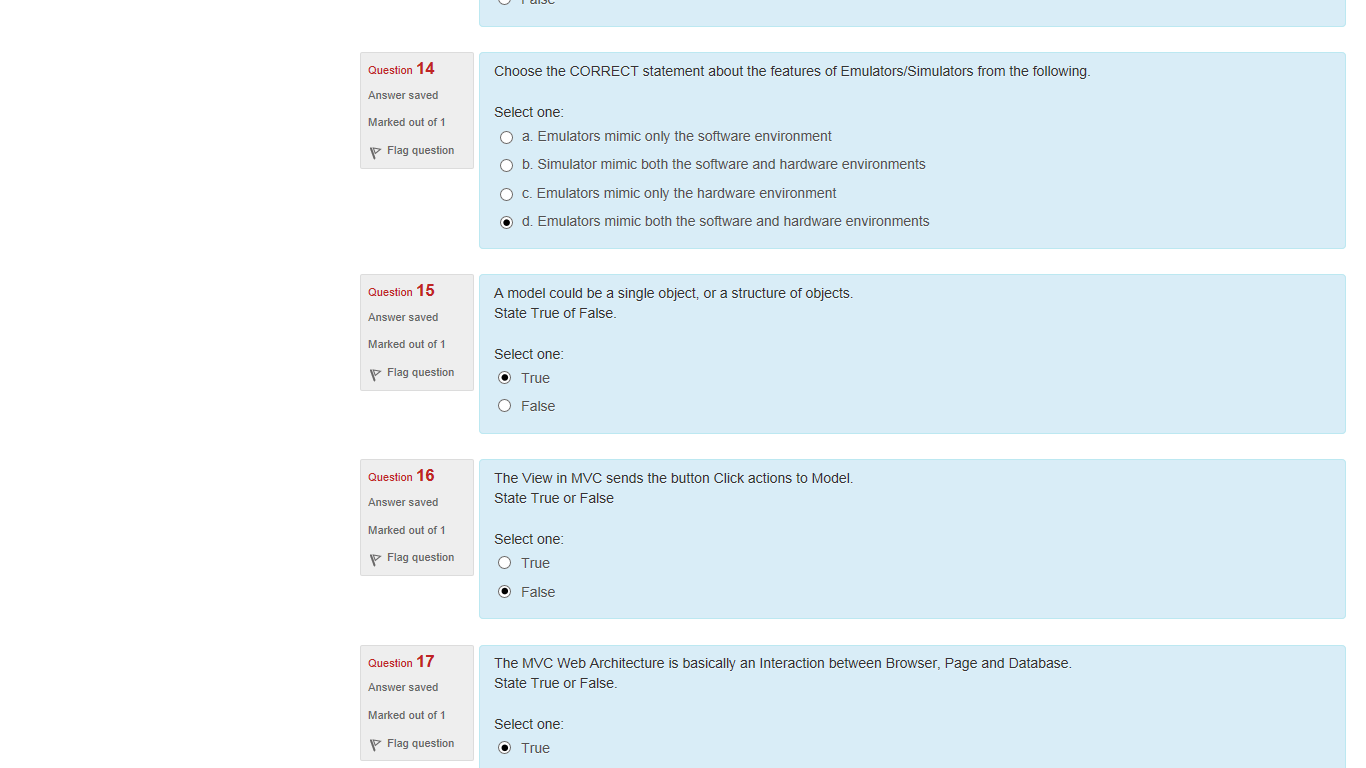 False
Question 14
Answer saved
Marked out of 1
Flag question
Choose the CORRECT statement about the features of Emulators/Simulators from the following.
Select one:
a. Emulators mimic only the software environment
b. Simulator mimic both the software and hardware environments
c. Emulators mimic only the hardware environment
d. Emulators mimic both the software and hardware environments
Question 15
Answer saved
Marked out of 1
Flag question
A model could be a single object, or a structure of objects.
State True of False.
Select one:
True
False
Question 16
Answer saved
Marked out of 1
Flag question
The View in MVC sends the button Click actions to Model.
State True or False
Select one:
True
False
Question 17
Answer saved
Marked out of 1
Flag question
The MVC Web Architecture is basically an Interaction between Browser, Page and Database.
State True or False.
Select one:
True